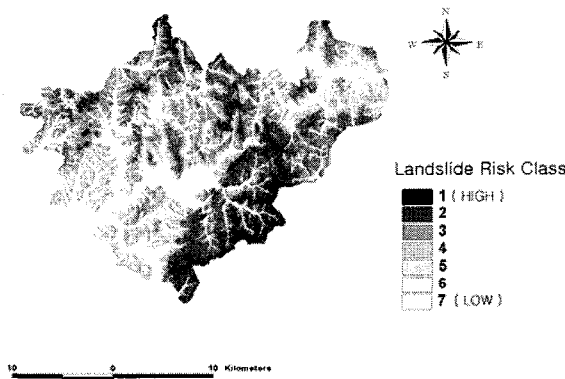 N
W E
N
Landslide Risk Class
1 ( HIGH )
2
3
4
5
6
7 ( LOW )
10 0 10 Kilometers